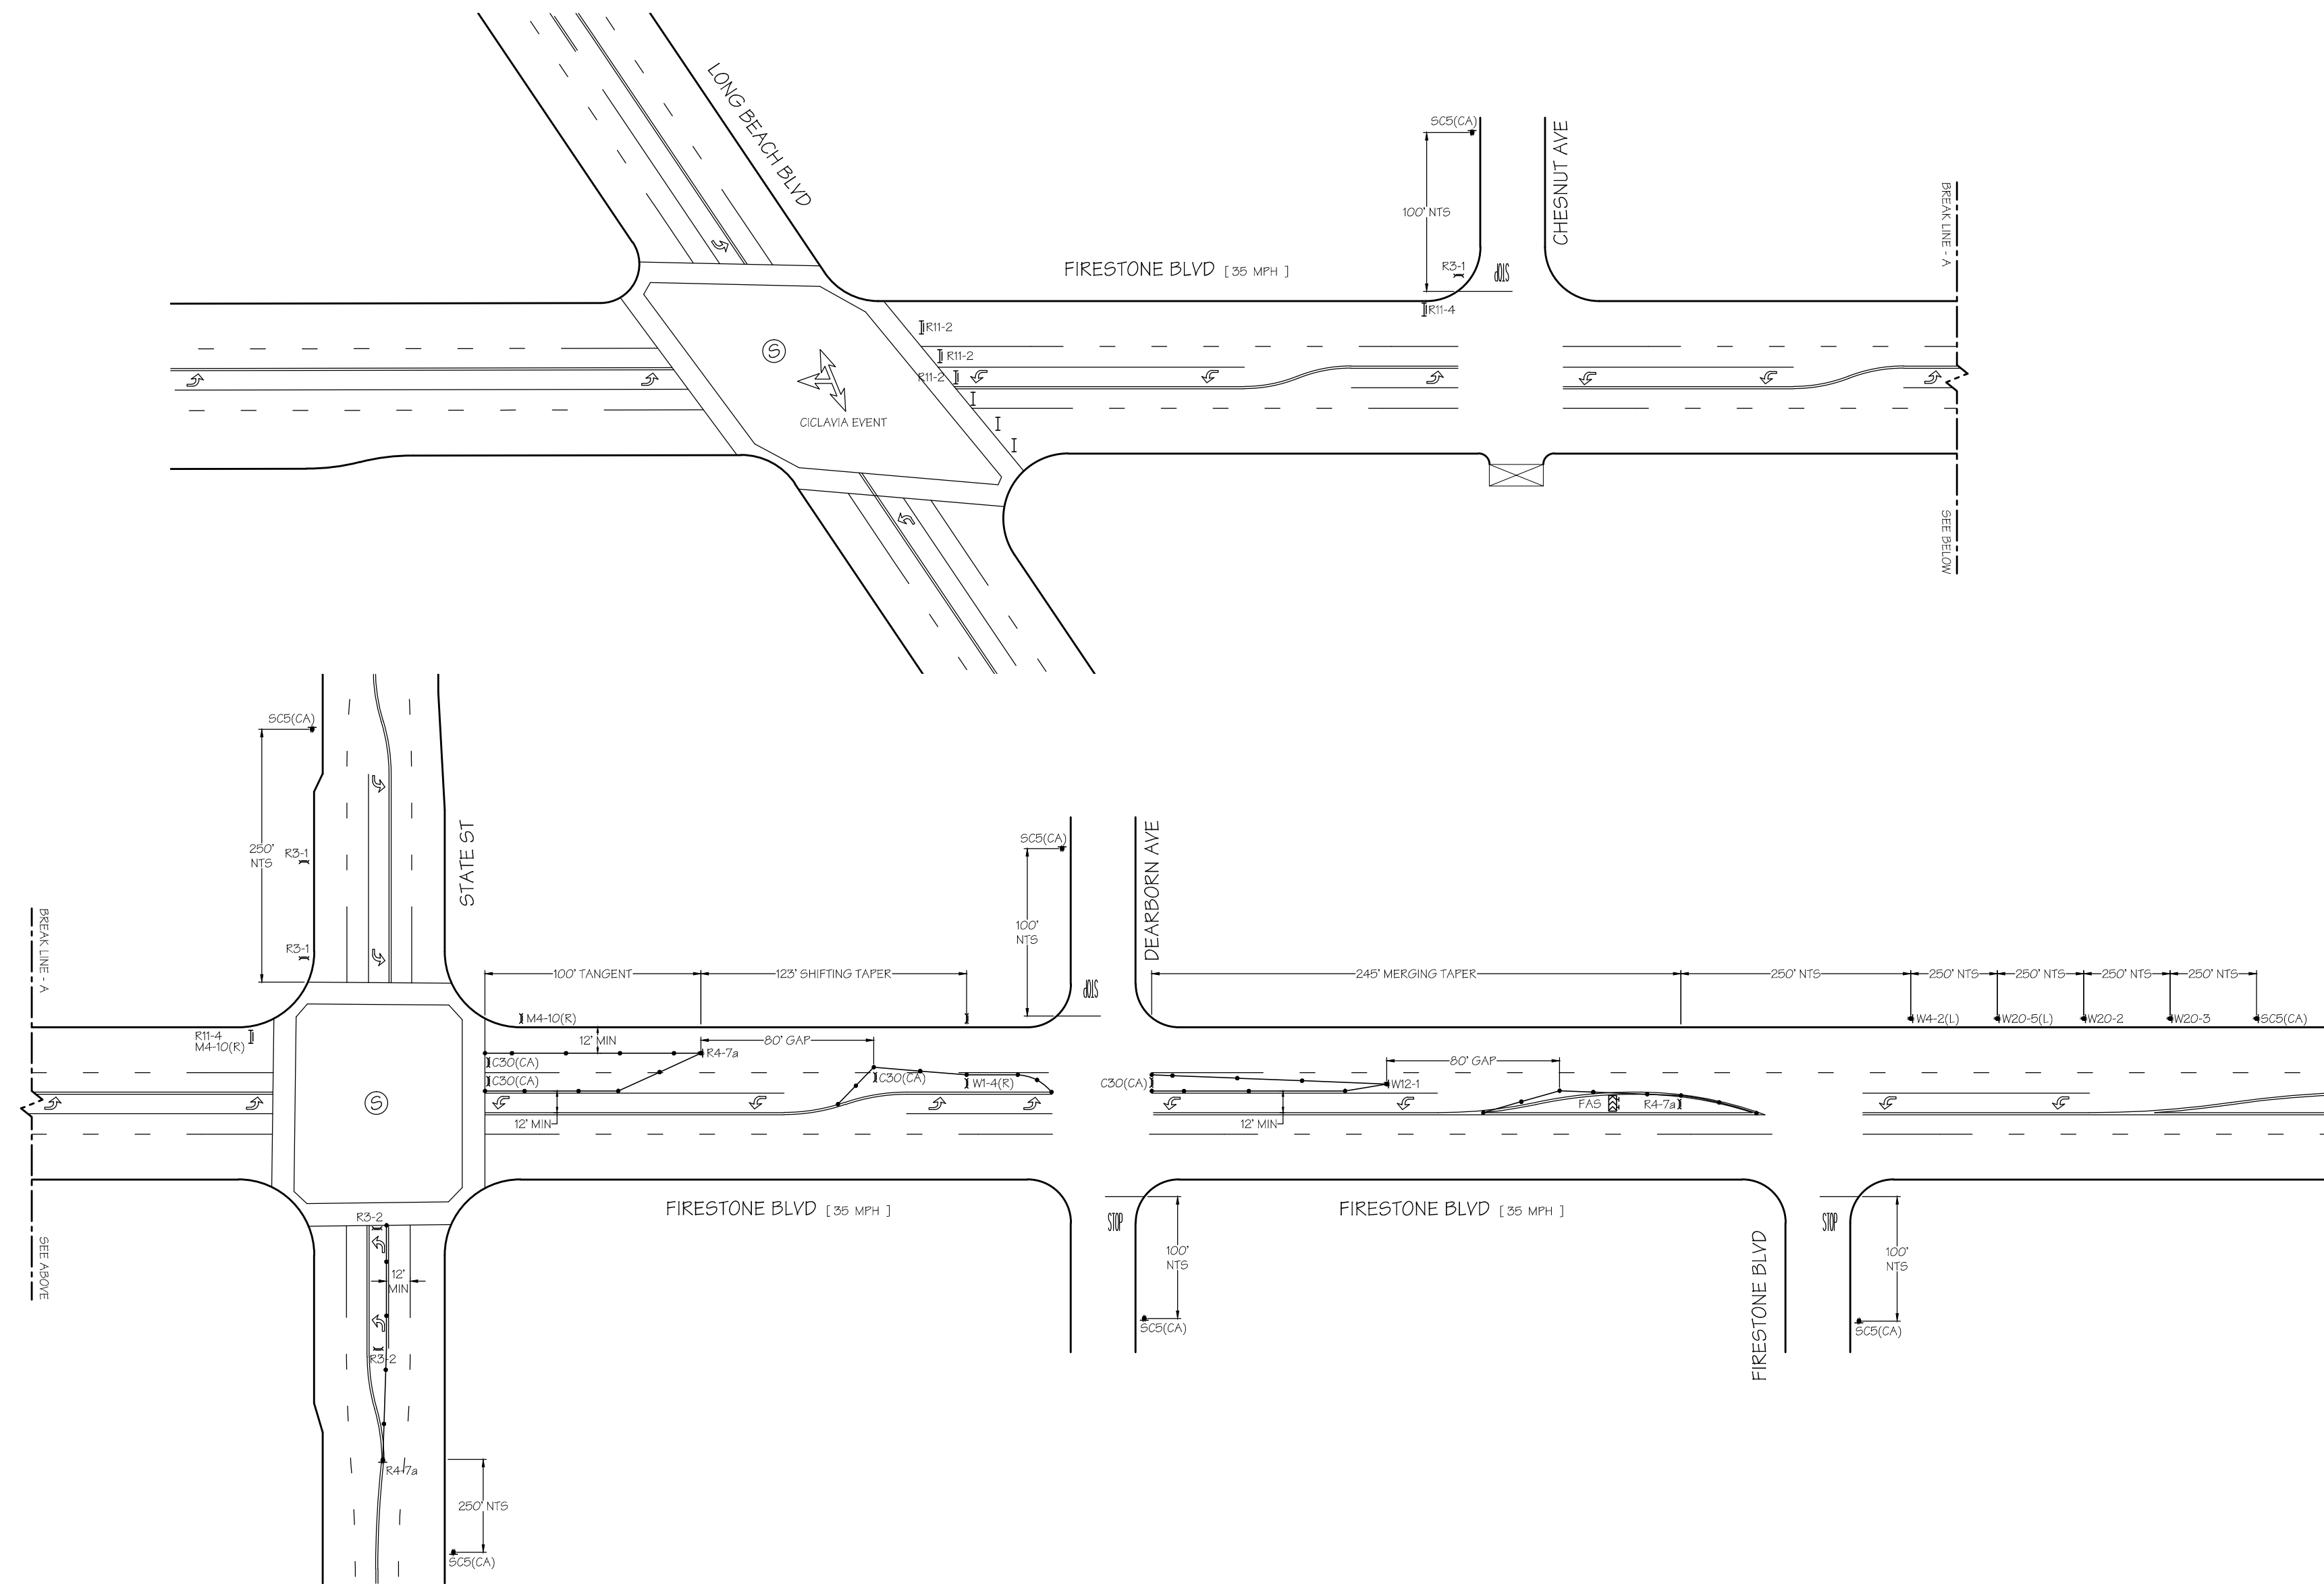 LONG BEACH BLVD
SC5(CA)
CHESNUT AVE
BREAK LINE - A
100' NTS
FIRESTONE BLVD [ 35 MPH ]
R3-1
STOP
R11-4
R11-2
R11-2
R11-2
S
CICLAVIA EVENT
SEE BELOW
SC5(CA)
250'
NTS
R3-1
STATE ST
SC5(CA)
DEARBORN AVE
100'
NTS
BREAK LINE - A
R3-1
100' TANGENT
123' SHIFTING TAPER
245' MERGING TAPER
250' NTS
250' NTS
250' NTS
250' NTS
250' NTS
STOP
M4-10(R)
W4-2(L)
W20-5(L)
W20-2
W20-3
SC5(CA)
R11-4
M4-10(R)
12' MIN
80' GAP
R4-7a
C30(CA)
C30(CA)
C30(CA)
W1-4(R)
80' GAP
C30(CA)
W12-1
S
FAS
R4-7a
12' MIN
12' MIN
FIRESTONE BLVD [ 35 MPH ]
FIRESTONE BLVD [ 35 MPH ]
R3-2
STOP
STOP
SEE ABOVE
12'
MIN
100'
NTS
FIRESTONE BLVD
100'
NTS
SC5(CA)
SC5(CA)
R3-2
R4-7a
250' NTS
SC5(CA)